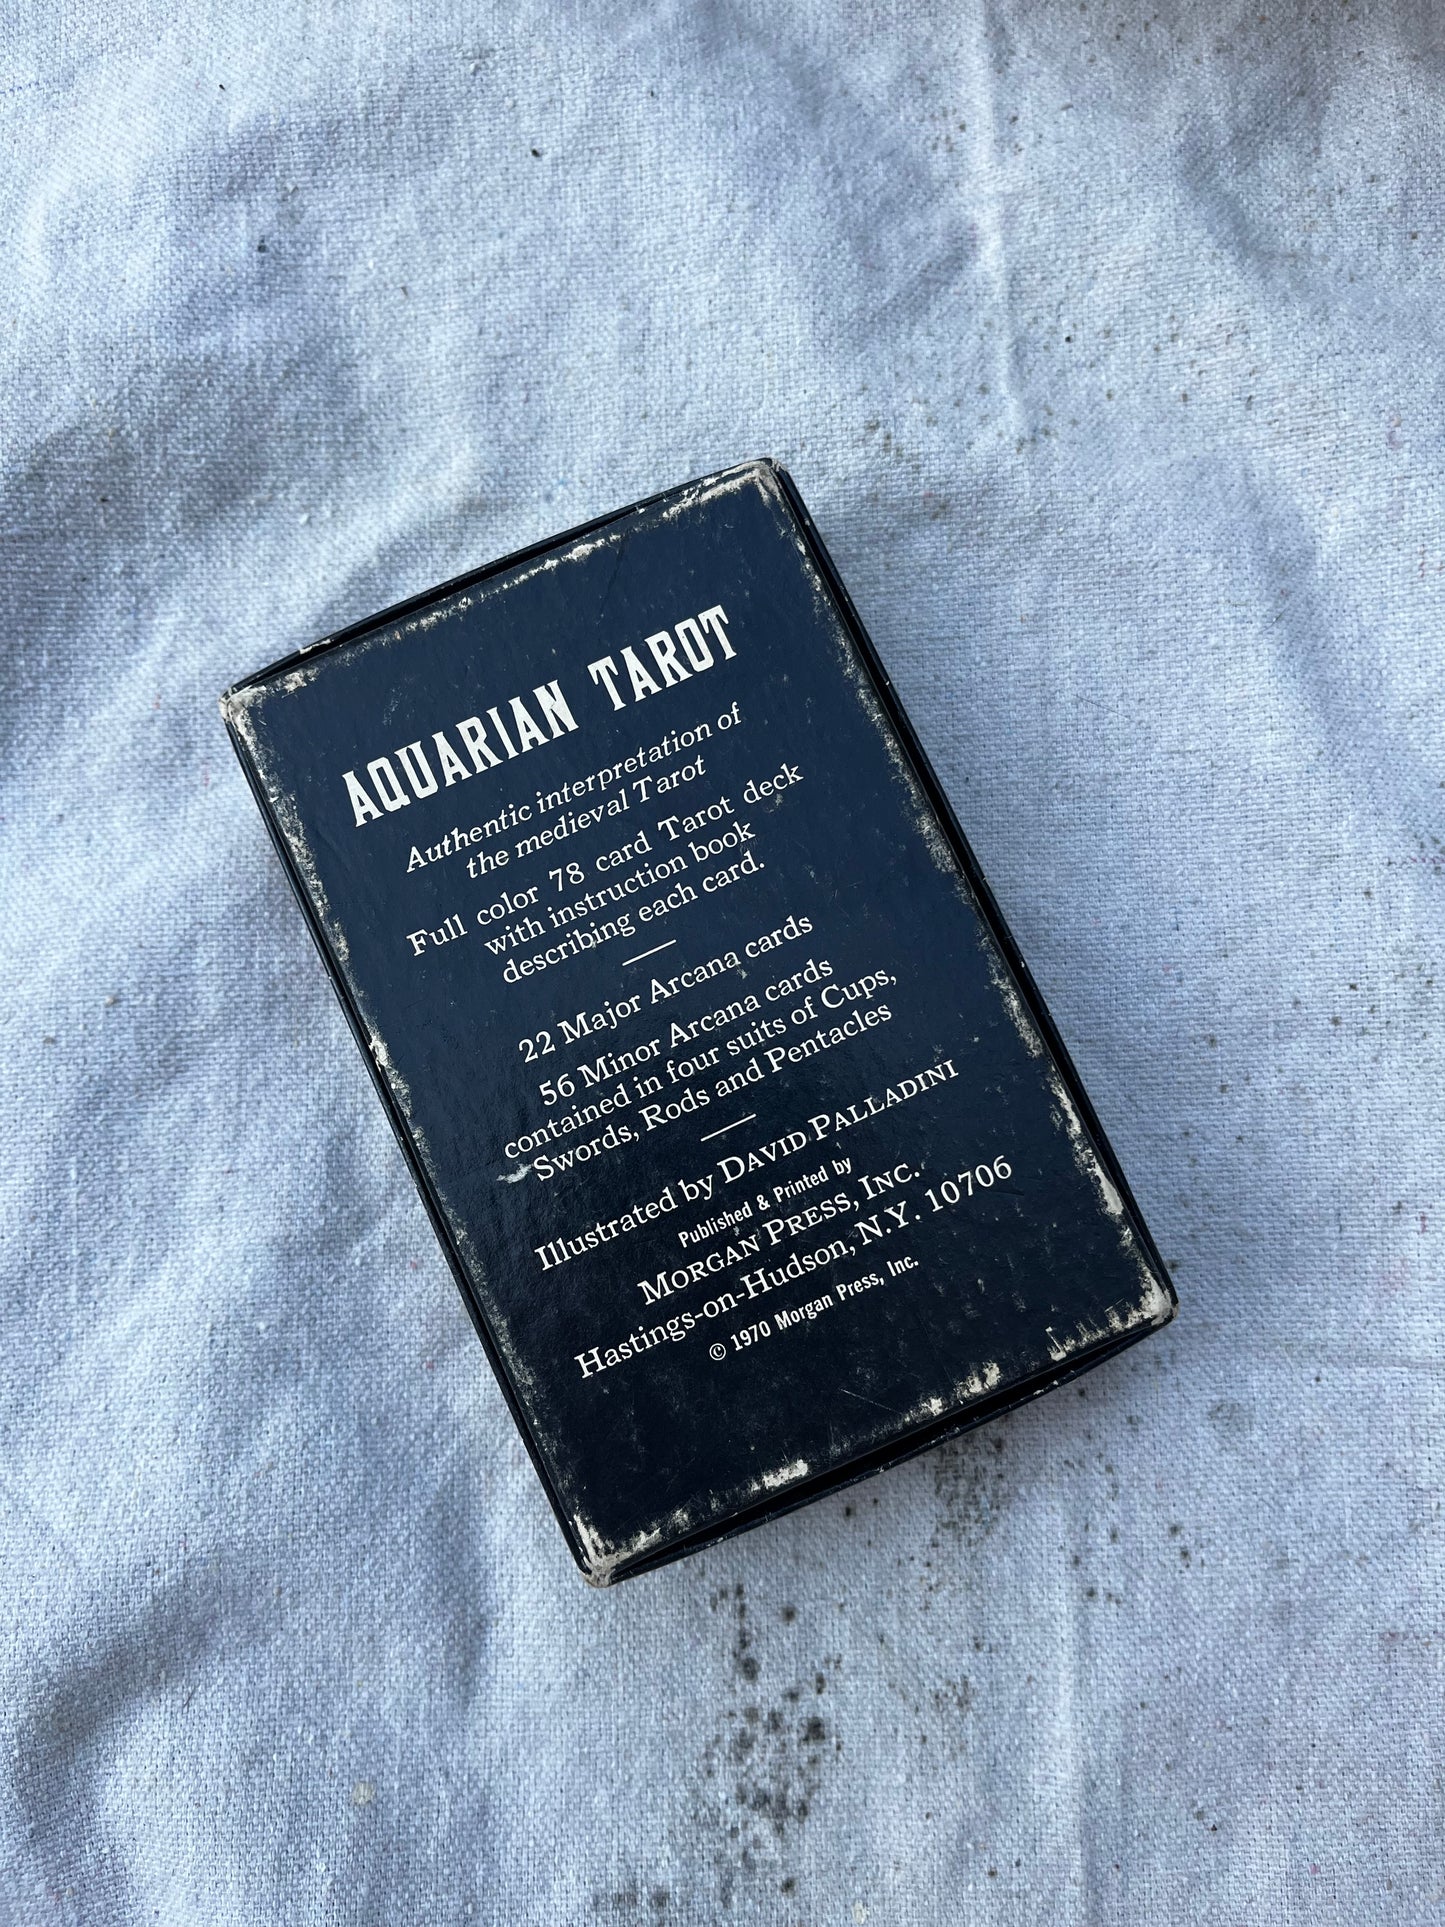 AQUARIAN TAROT
Authentic interpretation of
the medieval Tarot
Full color 78 card Tarot deck
with instruction book
describing each card.
22 Major Arcana cards
56 Minor Arcana cards
contained in four suits of Cups,
Swords, Rods and Pentacles
Illustrated by DAVID PALLADINI
Published & Printed by
MORGAN PRESS, INC.
Hastings-on-Hudson, N.Y. 10706
© 1970 Morgan Press, Inc.